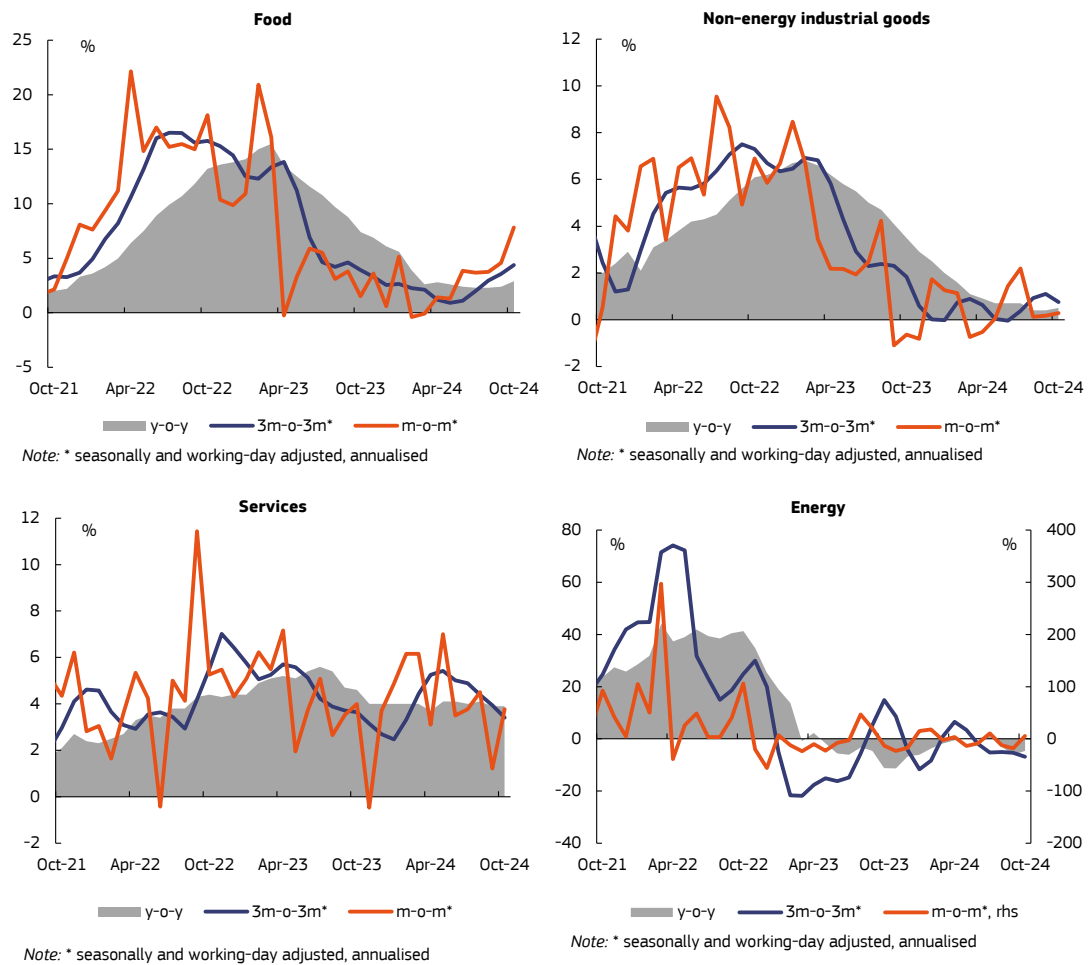 Food
%
25
20
15
10
5
0
-5
Oct-21 Apr-22 Oct-22 Apr-23 Oct-23 Apr-24 Oct-24
y-o-y 3m-o-3m* m-o-m*
Note: * seasonally and working-day adjusted, annualised
Non-energy industrial goods
%
12
10
8
6
4
2
0
-2
Oct-21 Apr-22 Oct-22 Apr-23 Oct-23 Apr-24 Oct-24
y-o-y 3m-o-3m* m-o-m*
Note: * seasonally and working-day adjusted, annualised
Services
%
12
10
8
6
4
2
0
-2
Oct-21 Apr-22 Oct-22 Apr-23 Oct-23 Apr-24 Oct-24
y-o-y 3m-o-3m* m-o-m*
Note: * seasonally and working-day adjusted, annualised
Energy
% %
80 400
60 300
40 200
20 100
0 0
-20 -100
-40 -200
Oct-21 Apr-22 Oct-22 Apr-23 Oct-23 Apr-24 Oct-24
y-o-y 3m-o-3m* m-o-m*, rhs
Note: * seasonally and working-day adjusted, annualised